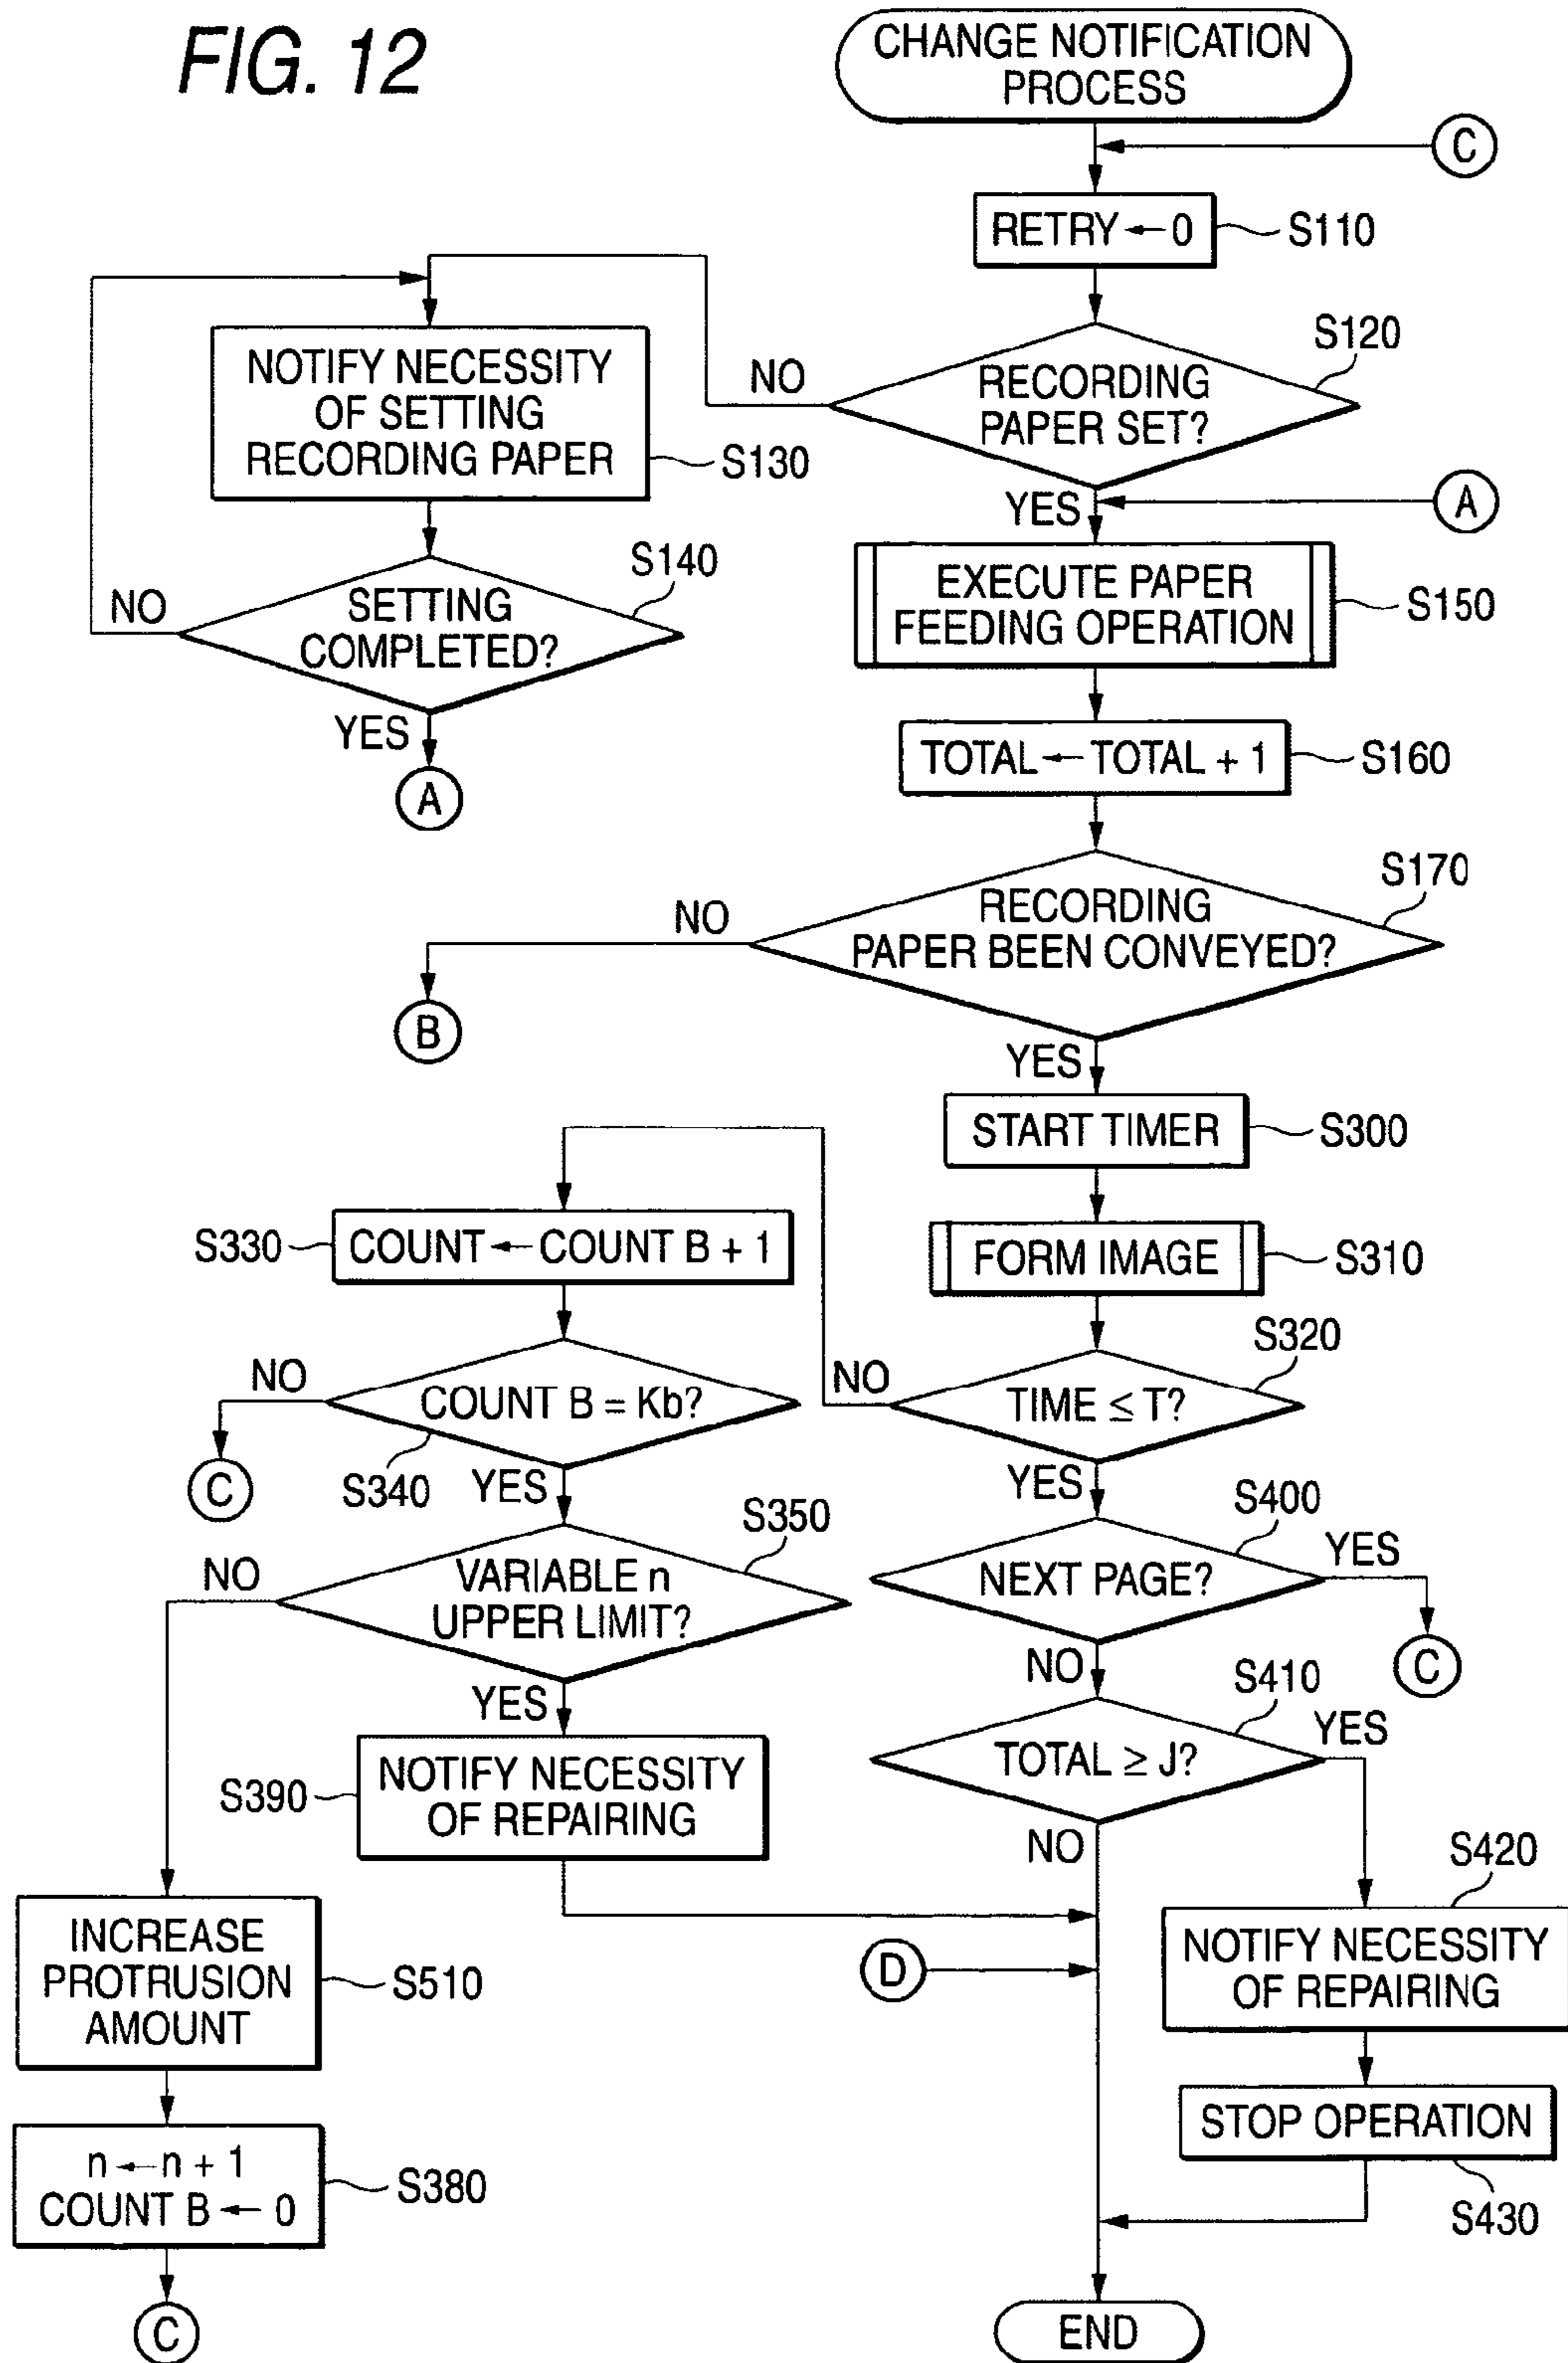 FIG. 12
CHANGE NOTIFICATION
PROCESS
C
RETRY ← 0
S110
RECORDING
PAPER SET?
S120
NO
YES
NOTIFY NECESSITY
OF SETTING
RECORDING PAPER
S130
SETTING
COMPLETED?
S140
NO
YES
A
A
EXECUTE PAPER
FEEDING OPERATION
S150
TOTAL ← TOTAL + 1
S160
RECORDING
PAPER BEEN CONVEYED?
S170
NO
B
YES
START TIMER
S300
FORM IMAGE
S310
TIME ≤ T?
S320
NO
YES
S330
COUNT ← COUNT B + 1
COUNT B = Kb?
S340
NO
C
YES
VARIABLE n
UPPER LIMIT?
S350
NO
YES
S390
NOTIFY NECESSITY
OF REPAIRING
INCREASE
PROTRUSION
AMOUNT
S510
n ← n + 1
COUNT B ← 0
S380
C
NEXT PAGE?
S400
YES
C
NO
TOTAL ≥ J?
S410
YES
NO
D
S420
NOTIFY NECESSITY
OF REPAIRING
STOP OPERATION
S430
END